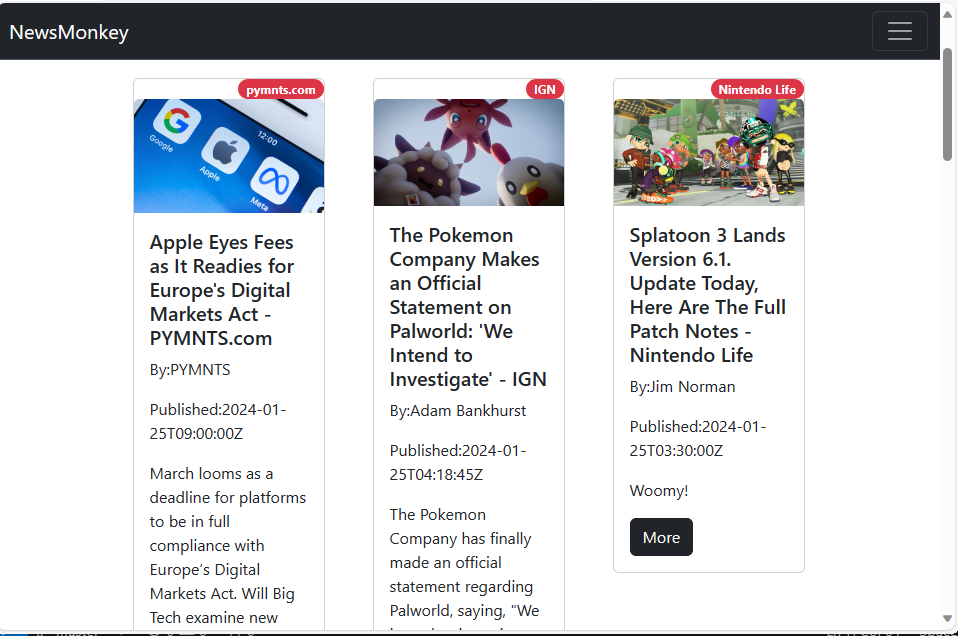 NewsMonkey
pymnts.com
Google
Apple
12:00
Meta
Apple Eyes Fees
as It Readies for
Europe's Digital
Markets Act -
PYMNTS.com
By:PYMNTS
Published:2024-01-
25T09:00:00Z
March looms as a
deadline for platforms
to be in full
compliance with
Europe’s Digital
Markets Act. Will Big
Tech examine new
IGN
The Pokemon
Company Makes
an Official
Statement on
Palworld: 'We
Intend to
Investigate' - IGN
By:Adam Bankhurst
Published:2024-01-
25T04:18:45Z
The Pokemon
Company has finally
made an official
statement regarding
Palworld, saying, "We
Nintendo Life
Splatoon 3 Lands
Version 6.1.
Update Today,
Here Are The Full
Patch Notes -
Nintendo Life
By:Jim Norman
Published:2024-01-
25T03:30:00Z
Woomy!
More